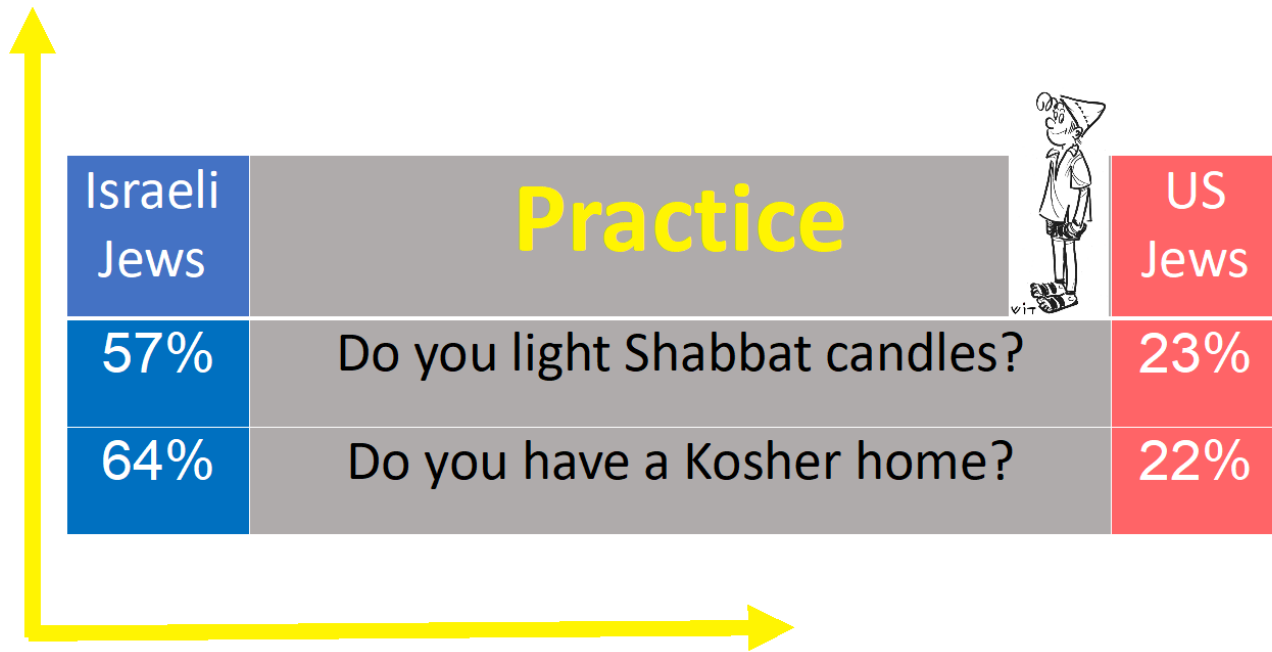 Israeli
Jews
Practice
US
Jews
ViT
57%
Do you light Shabbat candles?
23%
64%
Do you have a Kosher home?
22%